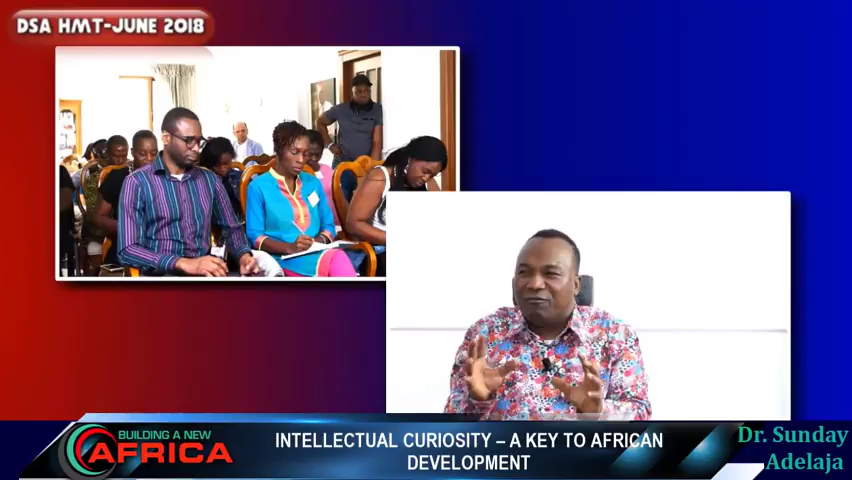 DSA HMT-JUNE 2018
BUILDING A NEW
AFRICA
INTELLECTUAL CURIOSITY – A KEY TO AFRICAN
DEVELOPMENT
Dr. Sunday
Adelaja